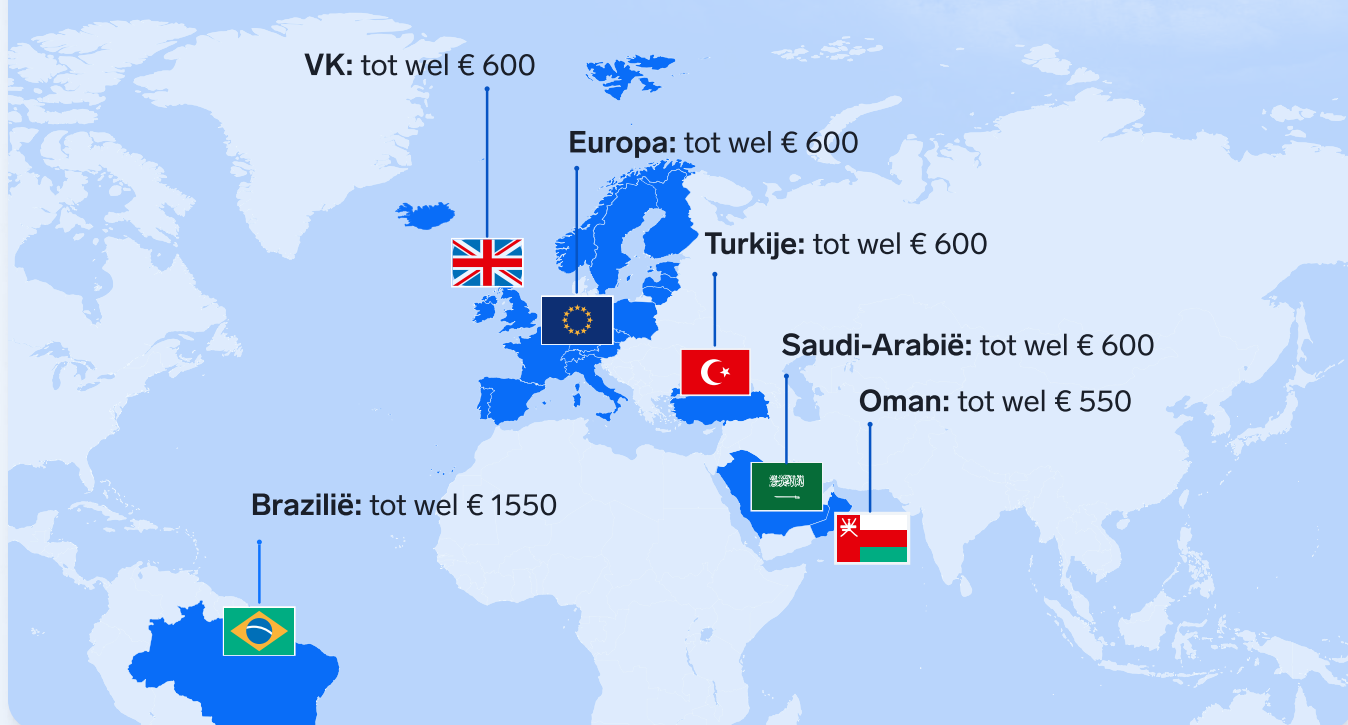 VK: tot wel € 600
Europa: tot wel € 600
Turkije: tot wel € 600
Saudi-Arabië: tot wel € 600
Oman: tot wel € 550
Brazilië: tot wel € 1550